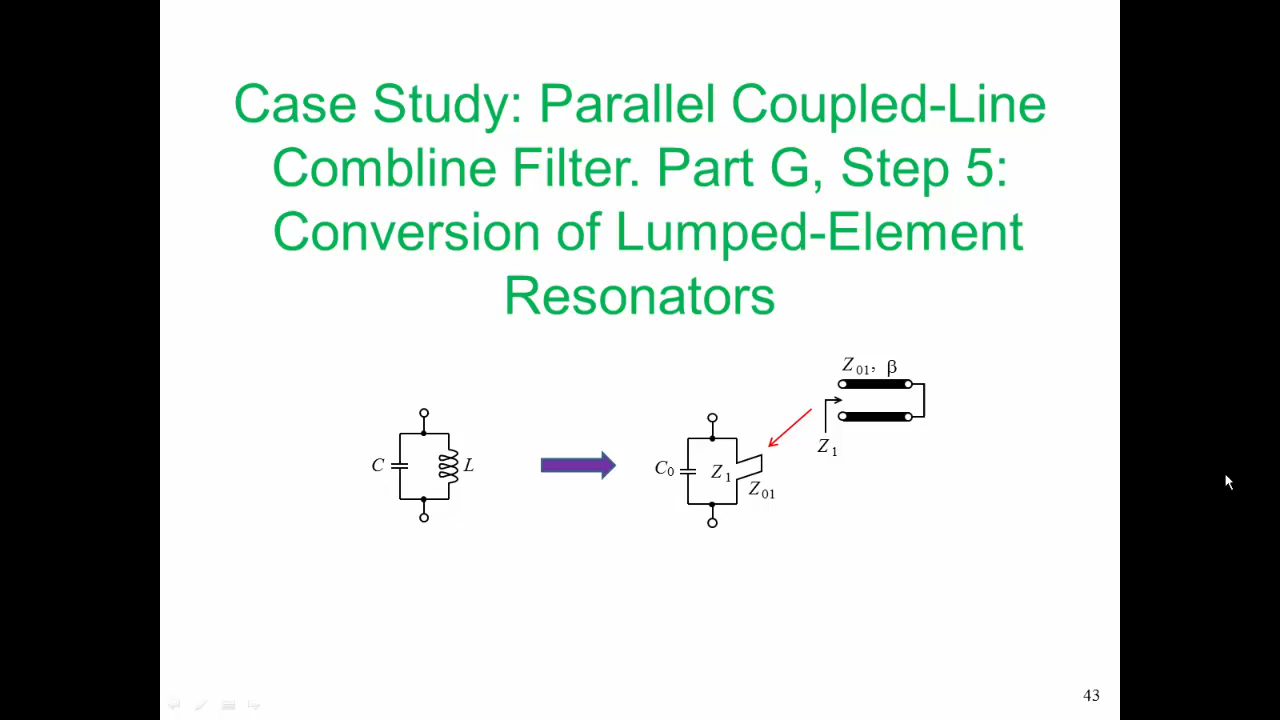 Case Study: Parallel Coupled-Line
Combline Filter. Part G, Step 5:
Conversion of Lumped-Element
Resonators
Z01, β
Z1
C
L
C0
Z1
Z01
43